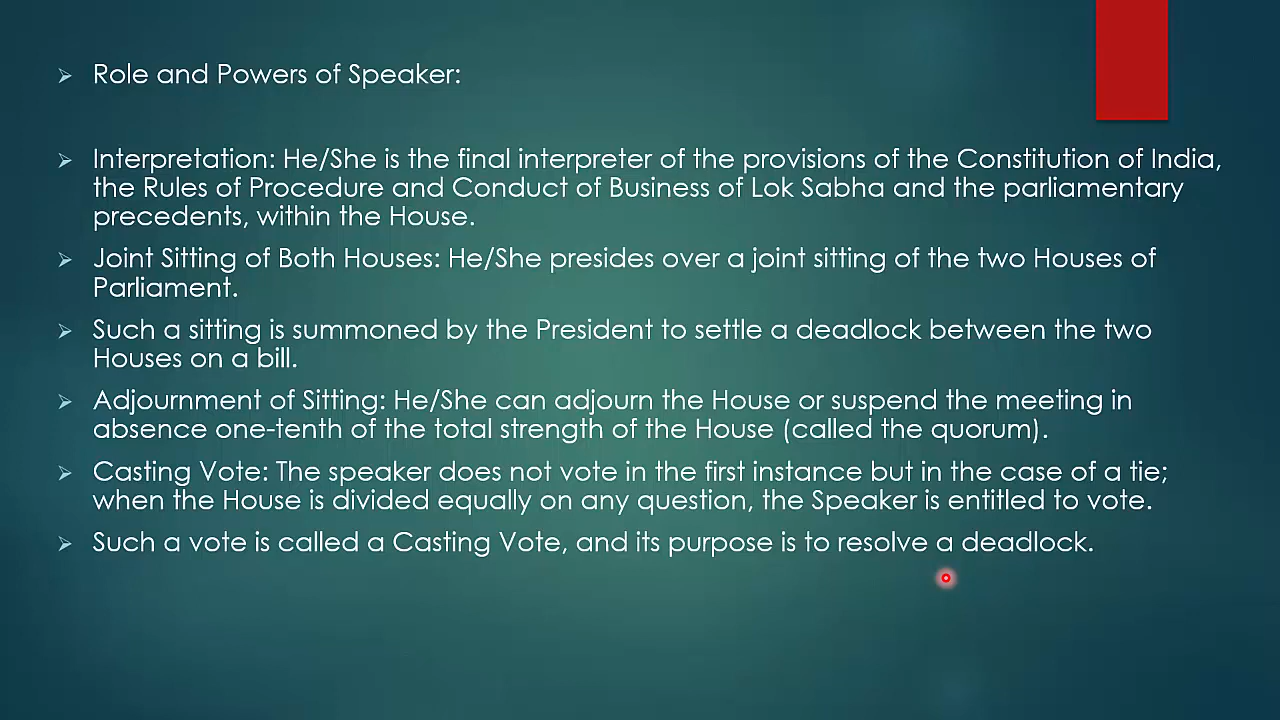 Role and Powers of Speaker:
Interpretation: He/She is the final interpreter of the provisions of the Constitution of India,
the Rules of Procedure and Conduct of Business of Lok Sabha and the parliamentary
precedents, within the House.
Joint Sitting of Both Houses: He/She presides over a joint sitting of the two Houses of
Parliament.
Such a sitting is summoned by the President to settle a deadlock between the two
Houses on a bill.
Adjournment of Sitting: He/She can adjourn the House or suspend the meeting in
absence one-tenth of the total strength of the House (called the quorum).
Casting Vote: The speaker does not vote in the first instance but in the case of a tie;
when the House is divided equally on any question, the Speaker is entitled to vote.
Such a vote is called a Casting Vote, and its purpose is to resolve a deadlock.